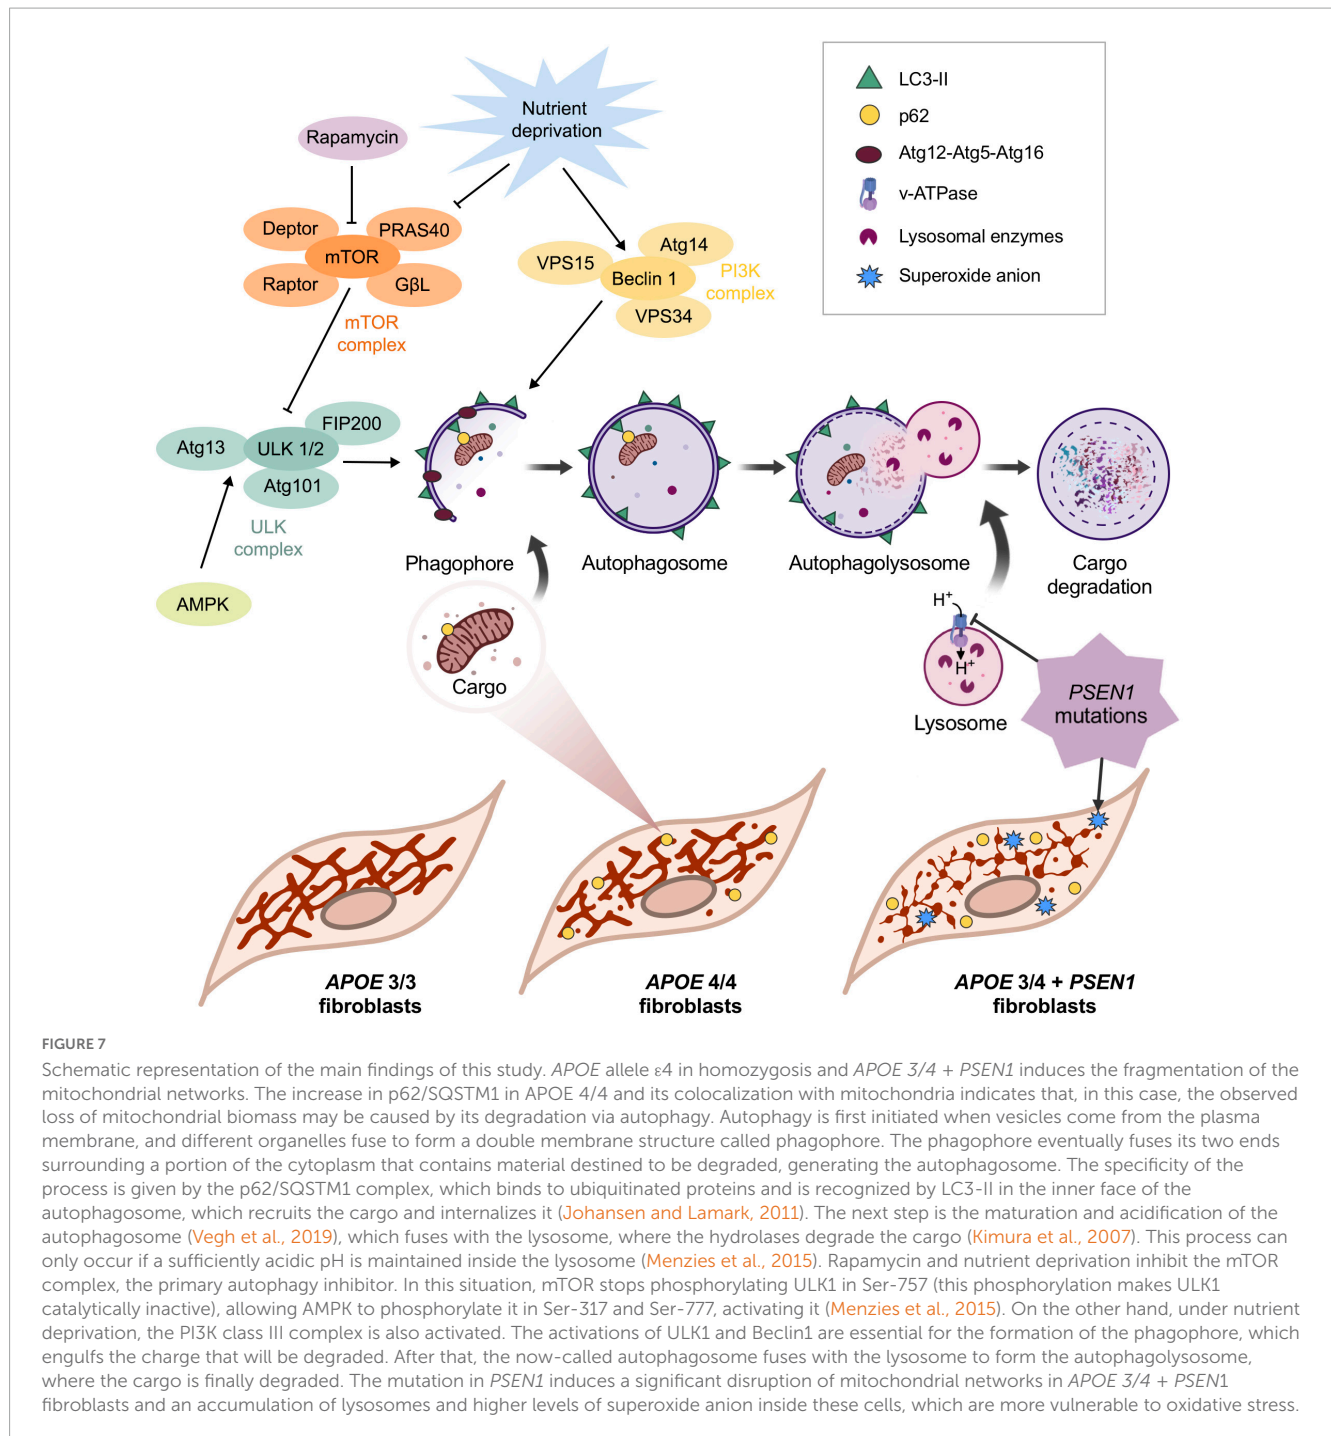 Nutrient
deprivation
Rapamycin
Deptor
PRAS40
mTOR
Raptor
GβL
mTOR
complex
VPS15
Atg14
Beclin 1
VPS34
PI3K
complex
LC3-II
p62
Atg12-Atg5-Atg16
v-ATPase
Lysosomal enzymes
Superoxide anion
FIP200
Atg13
ULK 1/2
Atg101
ULK
complex
AMPK
Phagophore
Autophagosome
Autophagolysosome
Cargo
degradation
Cargo
H⁺
H⁺
Lysosome
PSEN1
mutations
APOE 3/3
fibroblasts
APOE 4/4
fibroblasts
APOE 3/4 + PSEN1
fibroblasts
FIGURE 7
Schematic representation of the main findings of this study. APOE allele ε4 in homozygosis and APOE 3/4 + PSEN1 induces the fragmentation of the
mitochondrial networks. The increase in p62/SQSTM1 in APOE 4/4 and its colocalization with mitochondria indicates that, in this case, the observed
loss of mitochondrial biomass may be caused by its degradation via autophagy. Autophagy is first initiated when vesicles come from the plasma
membrane, and different organelles fuse to form a double membrane structure called phagophore. The phagophore eventually fuses its two ends
surrounding a portion of the cytoplasm that contains material destined to be degraded, generating the autophagosome. The specificity of the
process is given by the p62/SQSTM1 complex, which binds to ubiquitinated proteins and is recognized by LC3-II in the inner face of the
autophagosome, which recruits the cargo and internalizes it (Johansen and Lamark, 2011). The next step is the maturation and acidification of the
autophagosome (Vegh et al., 2019), which fuses with the lysosome, where the hydrolases degrade the cargo (Kimura et al., 2007). This process can
only occur if a sufficiently acidic pH is maintained inside the lysosome (Menzies et al., 2015). Rapamycin and nutrient deprivation inhibit the mTOR
complex, the primary autophagy inhibitor. In this situation, mTOR stops phosphorylating ULK1 in Ser-757 (this phosphorylation makes ULK1
catalytically inactive), allowing AMPK to phosphorylate it in Ser-317 and Ser-777, activating it (Menzies et al., 2015). On the other hand, under nutrient
deprivation, the PI3K class III complex is also activated. The activations of ULK1 and Beclin1 are essential for the formation of the phagophore, which
engulfs the charge that will be degraded. After that, the now-called autophagosome fuses with the lysosome to form the autophagolysosome,
where the cargo is finally degraded. The mutation in PSEN1 induces a significant disruption of mitochondrial networks in APOE 3/4 + PSEN1
fibroblasts and an accumulation of lysosomes and higher levels of superoxide anion inside these cells, which are more vulnerable to oxidative stress.